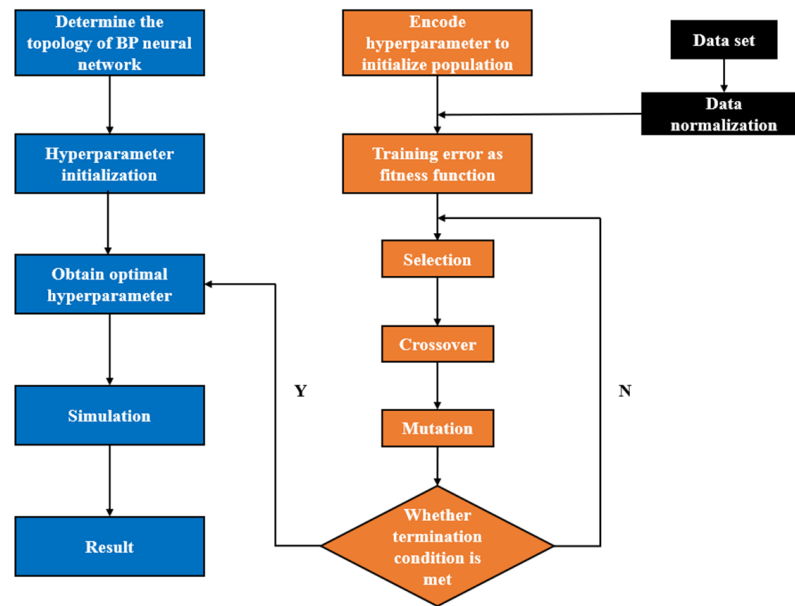 Determine the
topology of BP neural
network
Hyperparameter
initialization
Obtain optimal
hyperparameter
Simulation
Result
Encode
hyperparameter to
initialize population
Training error as
fitness function
Selection
Crossover
Mutation
Whether
termination
condition is
met
Y
N
Data set
Data
normalization